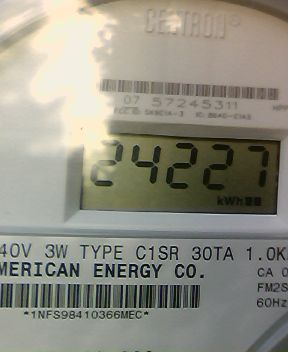 CENTRON®
07 57245311
24227
kWh
40V 3W TYPE C1SR 30TA 1.0K
MERICAN ENERGY CO.
CA 0
FM2S
60Hz
*1NFS98410366MEC*